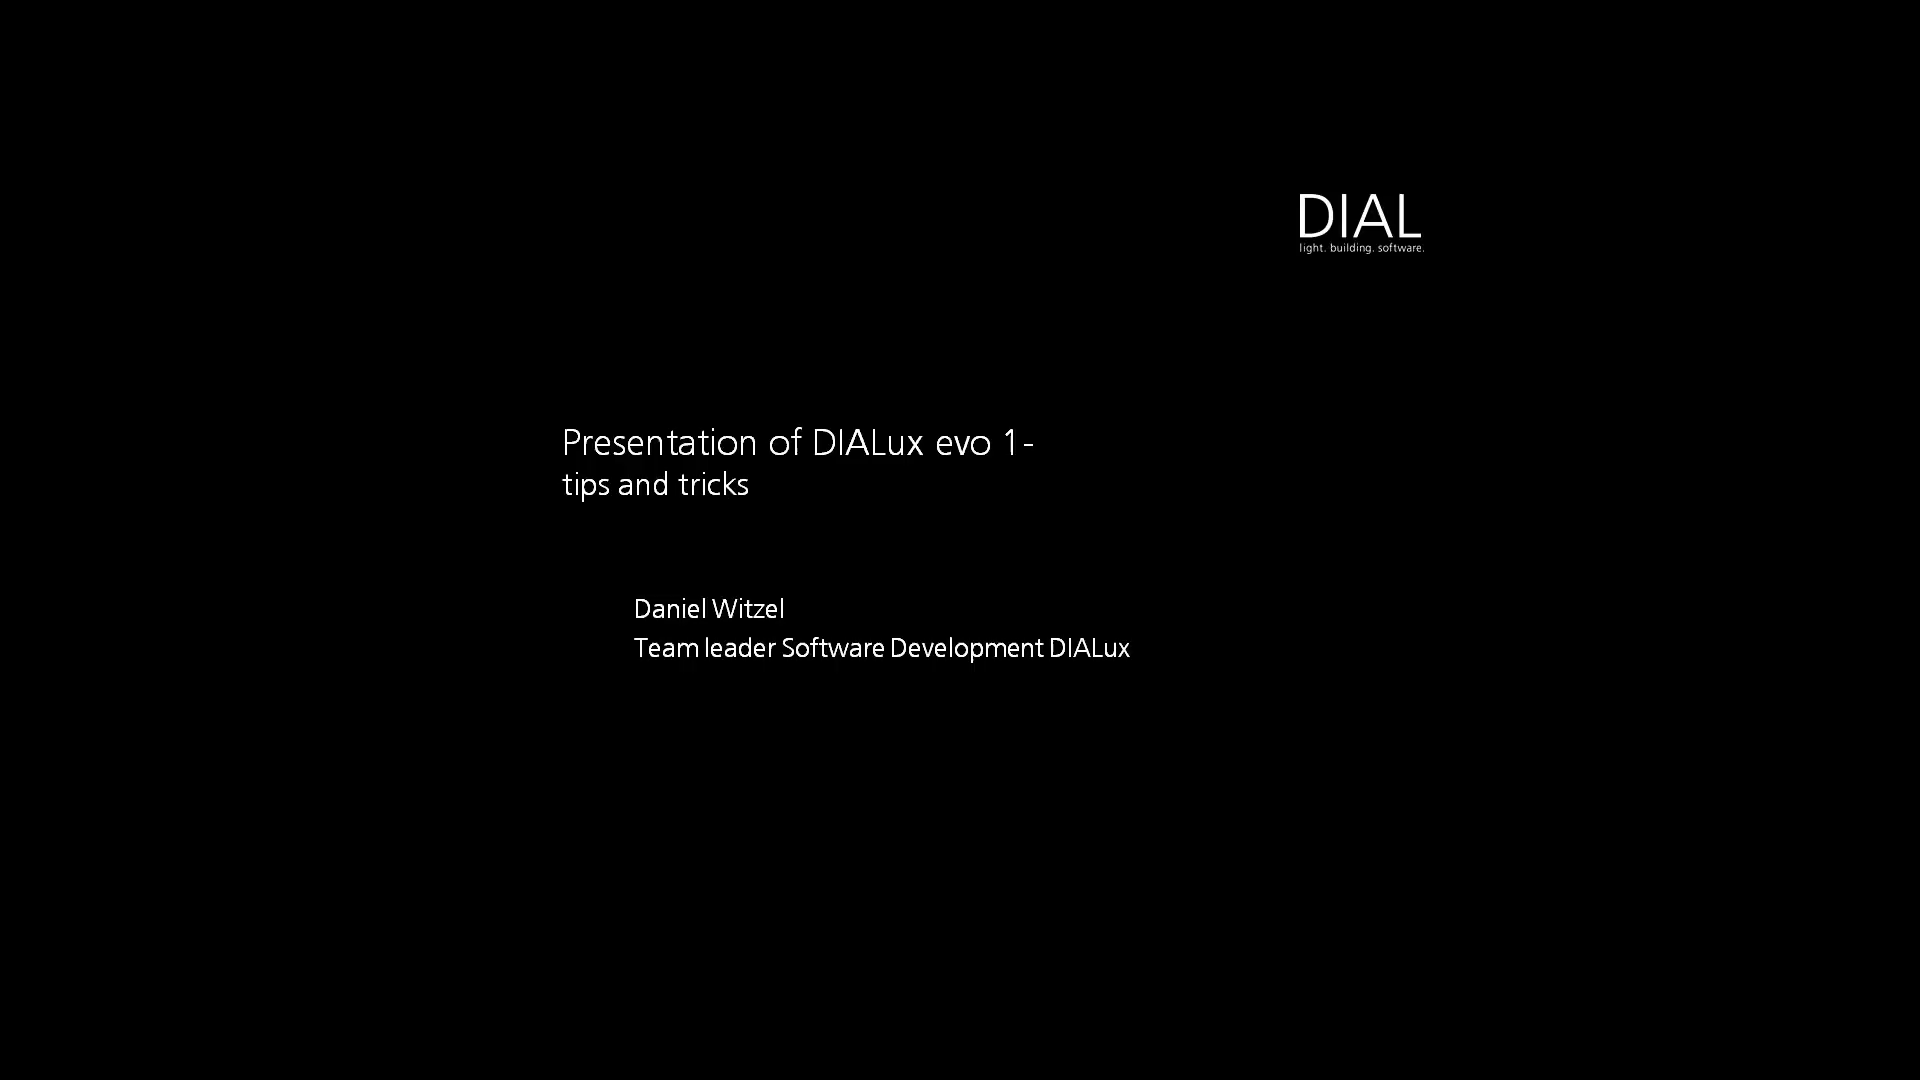 DIAL
light. building. software.
Presentation of DIALux evo 1-
tips and tricks
Daniel Witzel
Team leader Software Development DIALux